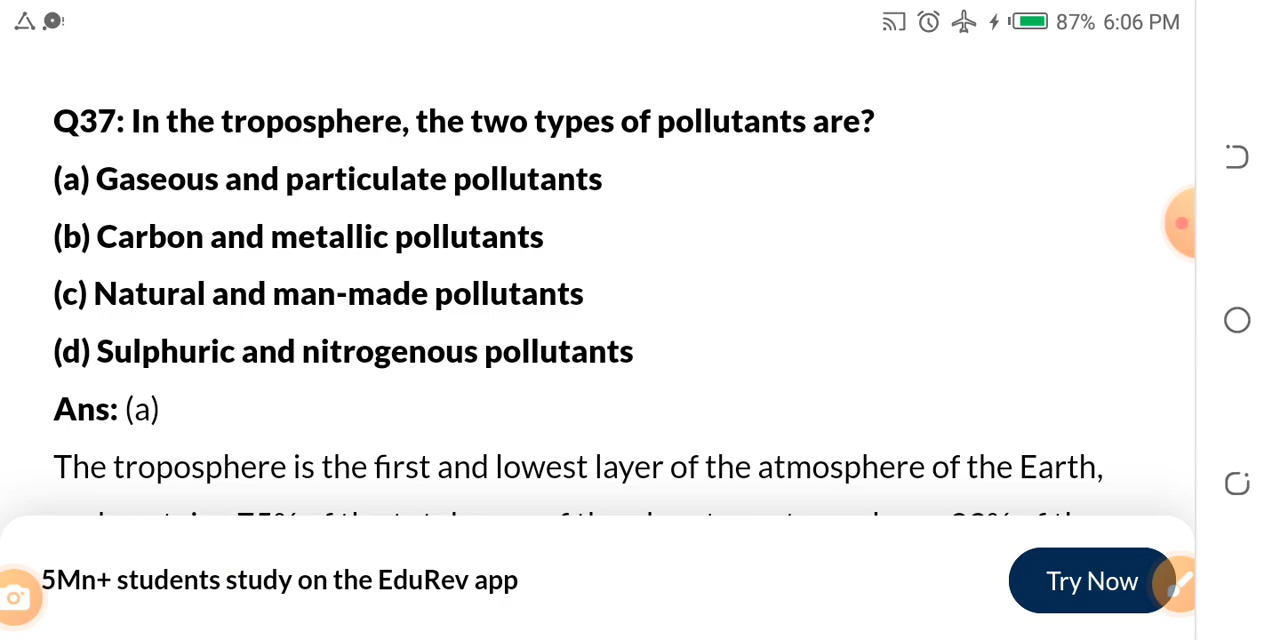 87% 6:06 PM
Q37: In the troposphere, the two types of pollutants are?
(a) Gaseous and particulate pollutants
(b) Carbon and metallic pollutants
(c) Natural and man-made pollutants
(d) Sulphuric and nitrogenous pollutants
Ans: (a)
The troposphere is the first and lowest layer of the atmosphere of the Earth,
5Mn+ students study on the EduRev app
Try Now